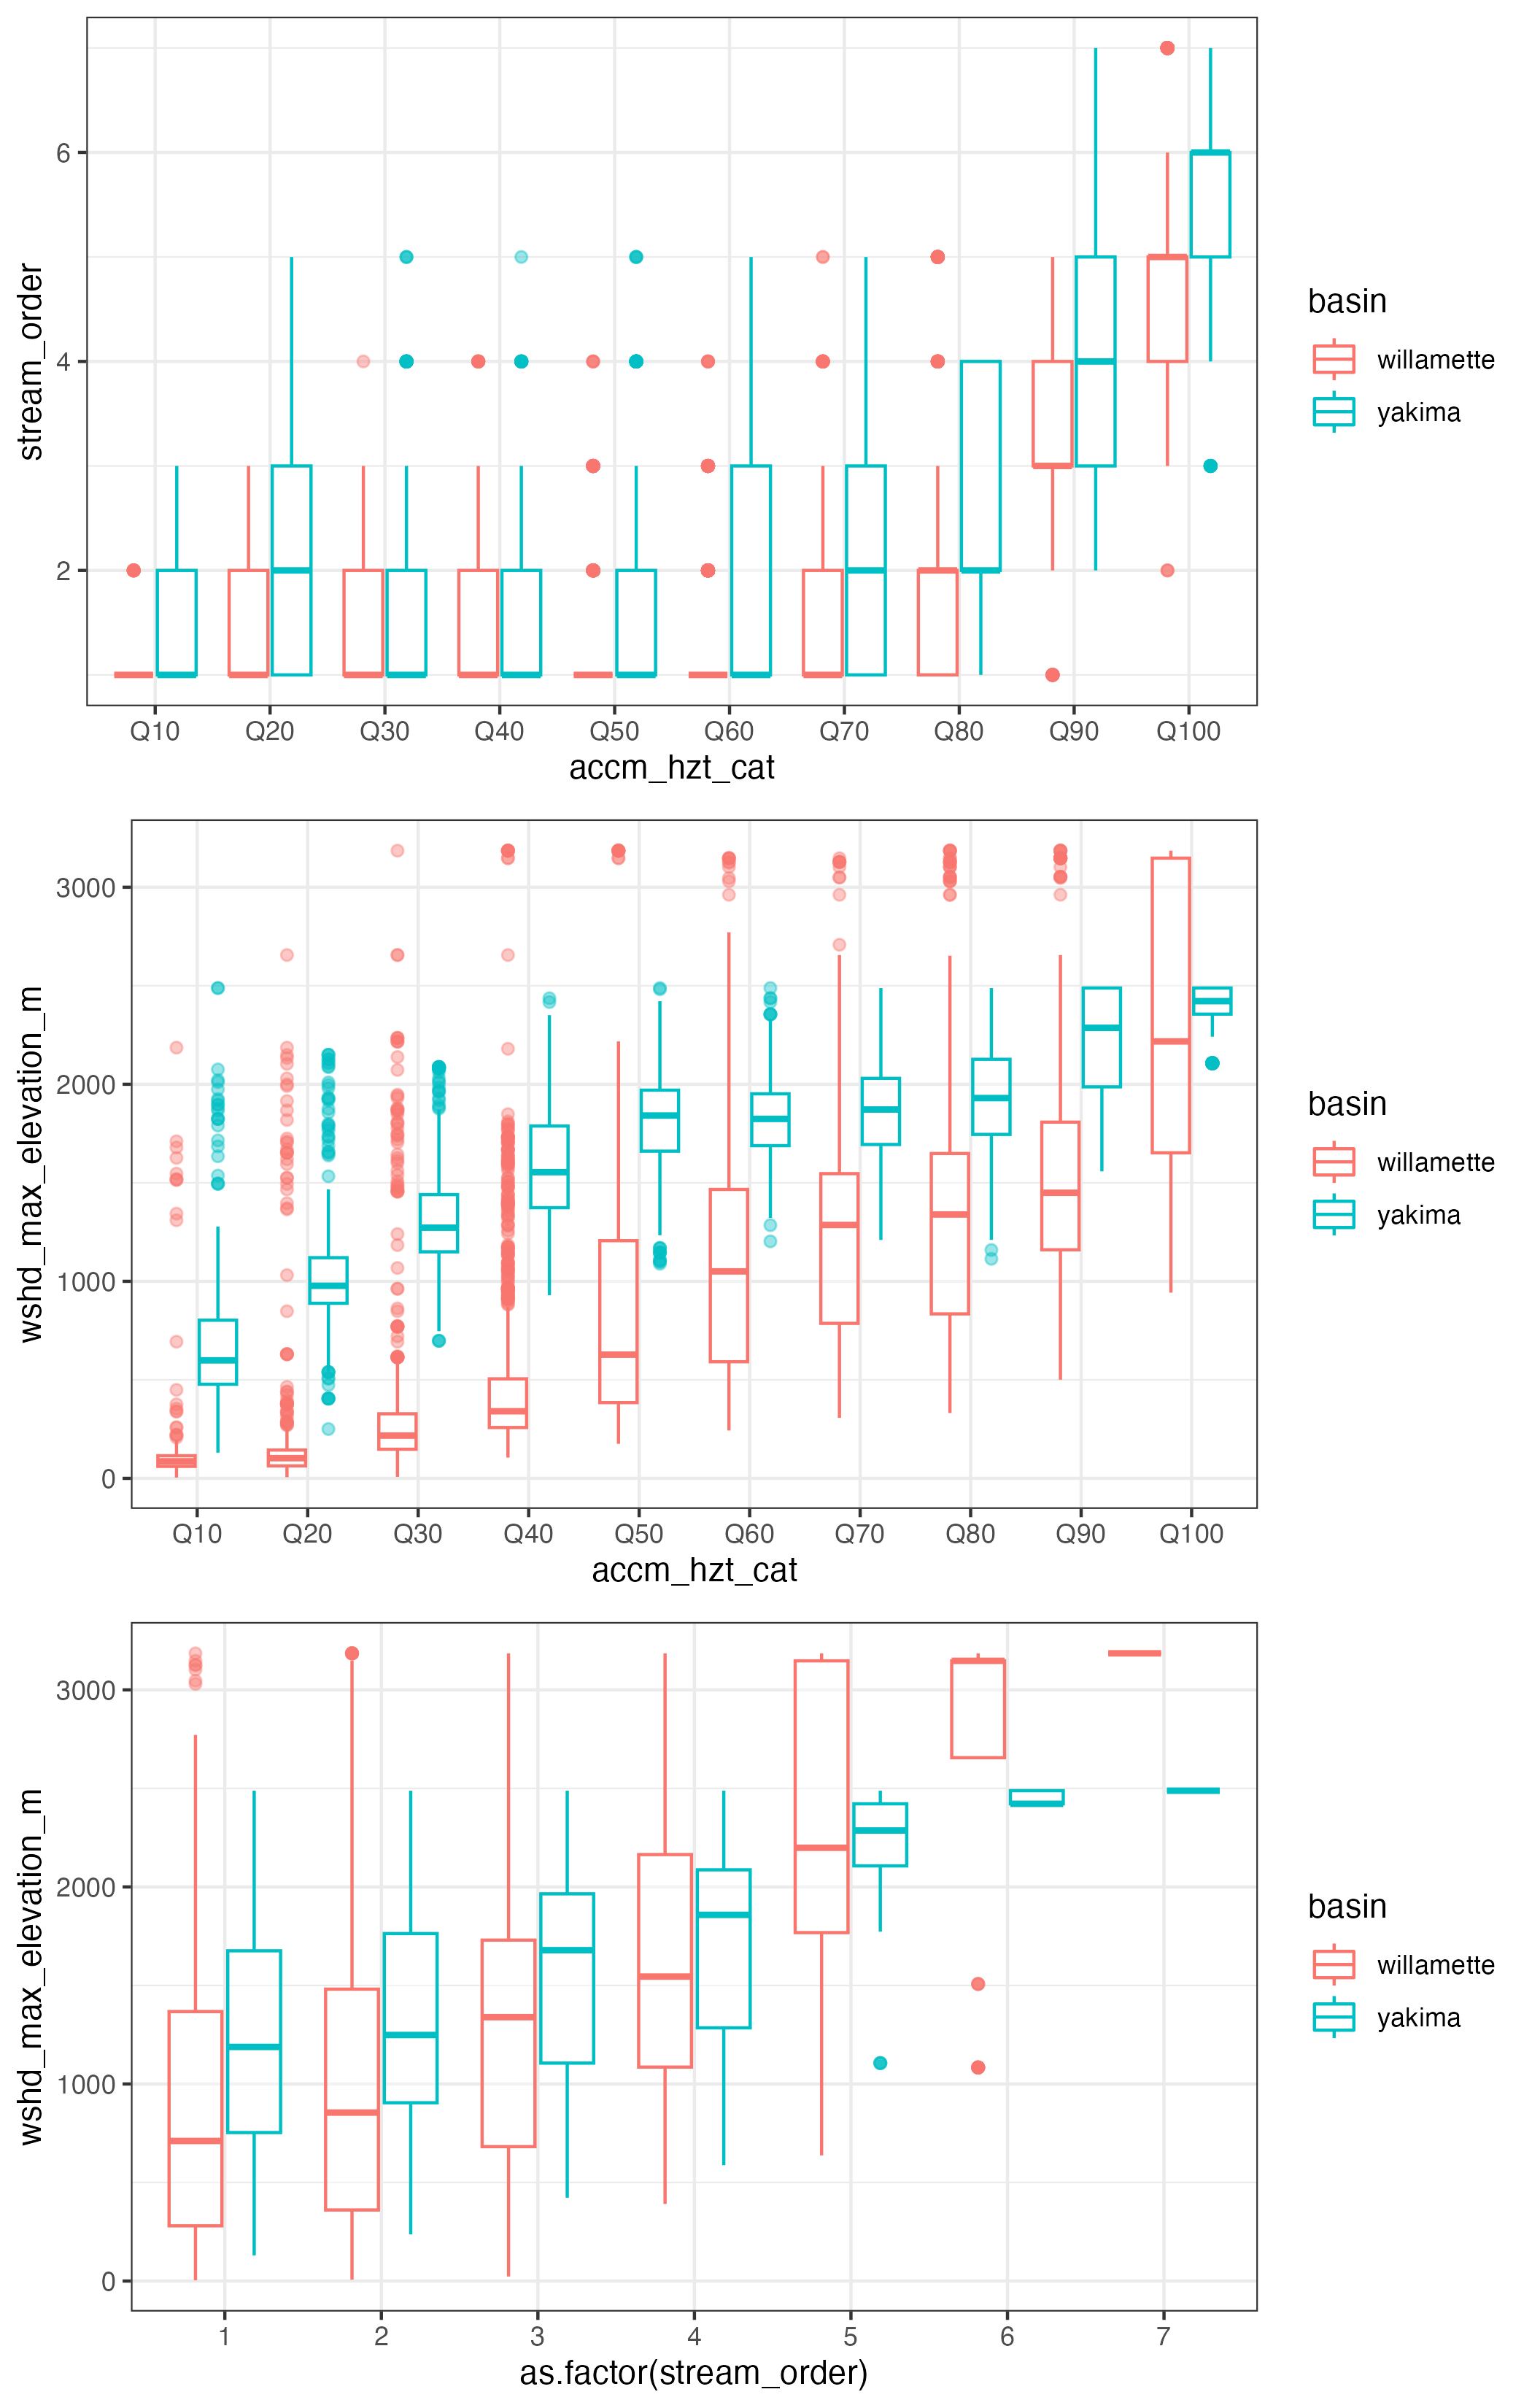 stream_order
6
4
2
Q10 Q20 Q30 Q40 Q50 Q60 Q70 Q80 Q90 Q100
accm_hzt_cat
basin
willamette
yakima
wshd_max_elevation_m
3000
2000
1000
0
Q10 Q20 Q30 Q40 Q50 Q60 Q70 Q80 Q90 Q100
accm_hzt_cat
basin
willamette
yakima
wshd_max_elevation_m
3000
2000
1000
0
1 2 3 4 5 6 7
as.factor(stream_order)
basin
willamette
yakima